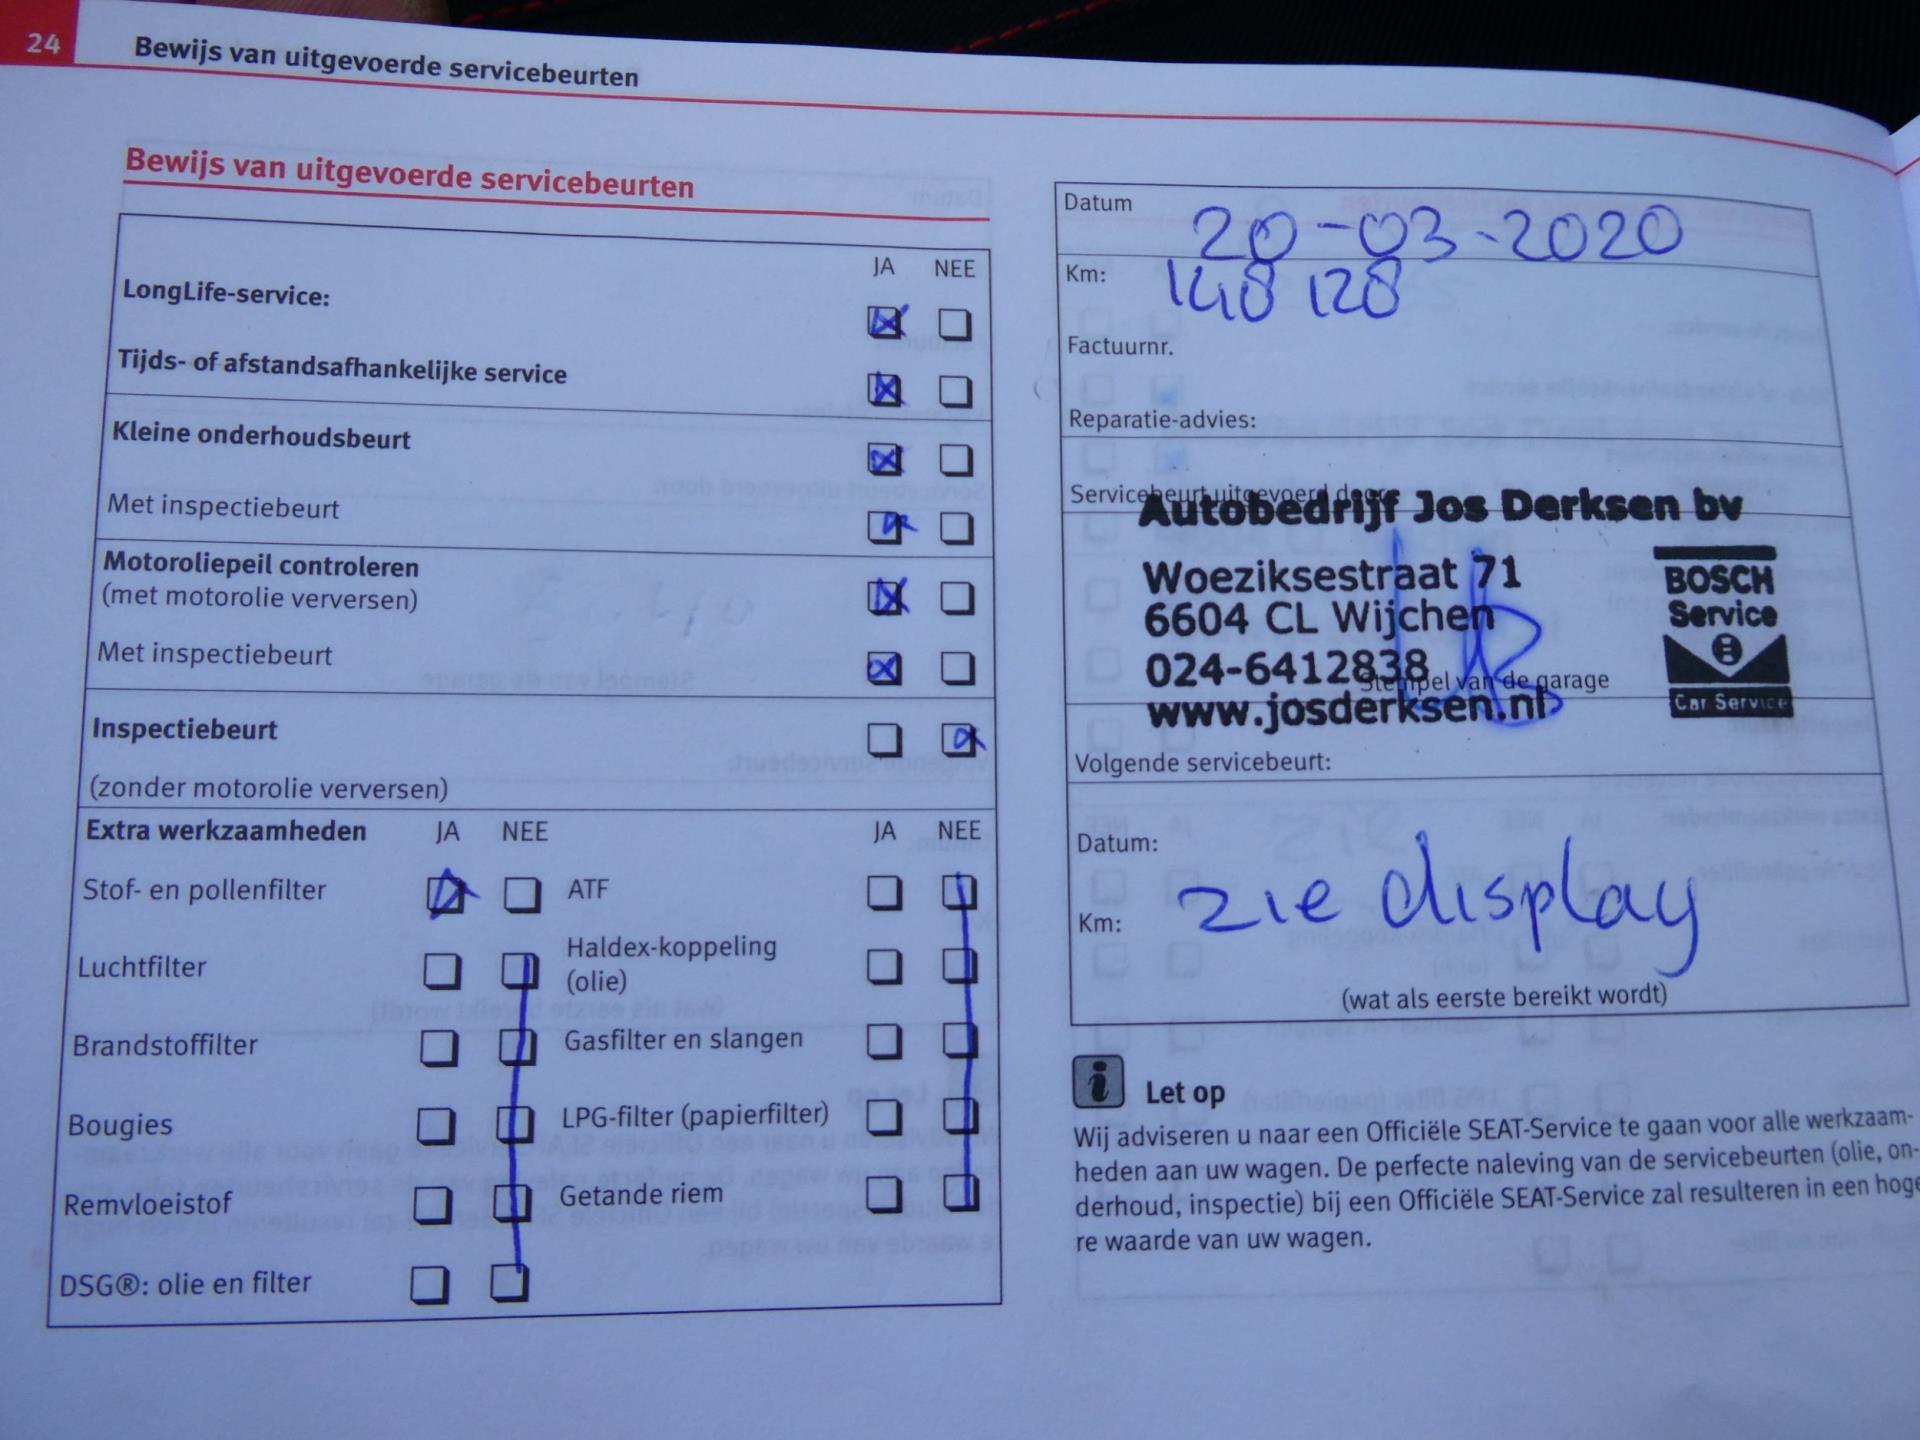 24
Bewijs van uitgevoerde servicebeurten
Bewijs van uitgevoerde servicebeurten
JA NEE
LongLife-service:
Tijds- of afstandsafhankelijke service
Kleine onderhoudsbeurt
Met inspectiebeurt
Motoroliepeil controleren
(met motorolie verversen)
Met inspectiebeurt
Inspectiebeurt
(zonder motorolie verversen)
Extra werkzaamheden JA NEE JA NEE
Stof- en pollenfilter ATF
Luchtfilter Haldex-koppeling
(olie)
Brandstoffilter Gasfilter en slangen
Bougies LPG-filter (papierfilter)
Remvloeistof Getande riem
DSG®: olie en filter
Datum 20-03-2020
Km: 148 128
Factuurnr.
Reparatie-advies:
Servicebeurt uitgevoerd door
Autobedrijf Jos Derksen bv
Woeziksestraat 71
6604 CL Wijchen
024-6412838
Stempel van de garage
www.josderksen.nl
BOSCH
Service
Car Service
Volgende servicebeurt:
Datum:
Km: zie display
(wat als eerste bereikt wordt)
i Let op
Wij adviseren u naar een Officiële SEAT-Service te gaan voor alle werkzaam-
heden aan uw wagen. De perfecte naleving van de servicebeurten (olie, on-
derhoud, inspectie) bij een Officiële SEAT-Service zal resulteren in een hoge
re waarde van uw wagen.